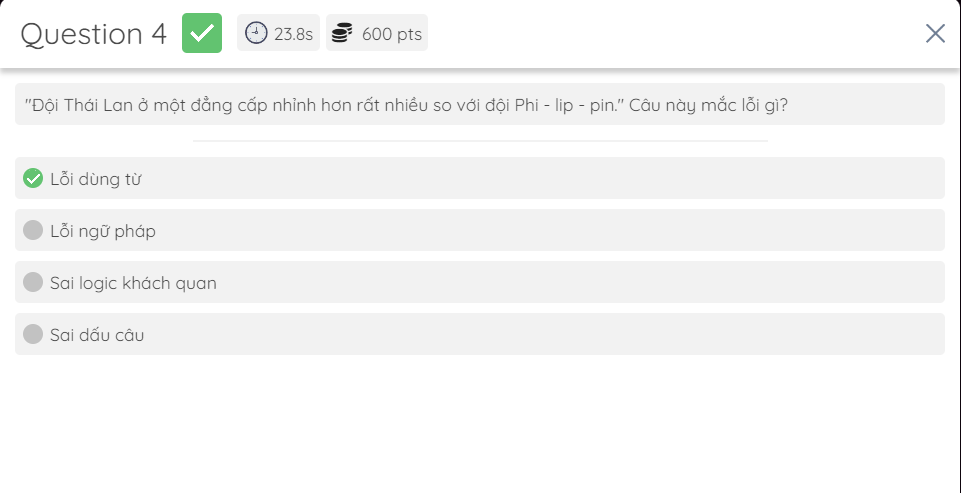 Question 4 23.8s 600 pts
"Đội Thái Lan ở một đẳng cấp nhỉnh hơn rất nhiều so với đội Phi - lip - pin." Câu này mắc lỗi gì?
Lỗi dùng từ
Lỗi ngữ pháp
Sai logic khách quan
Sai dấu câu